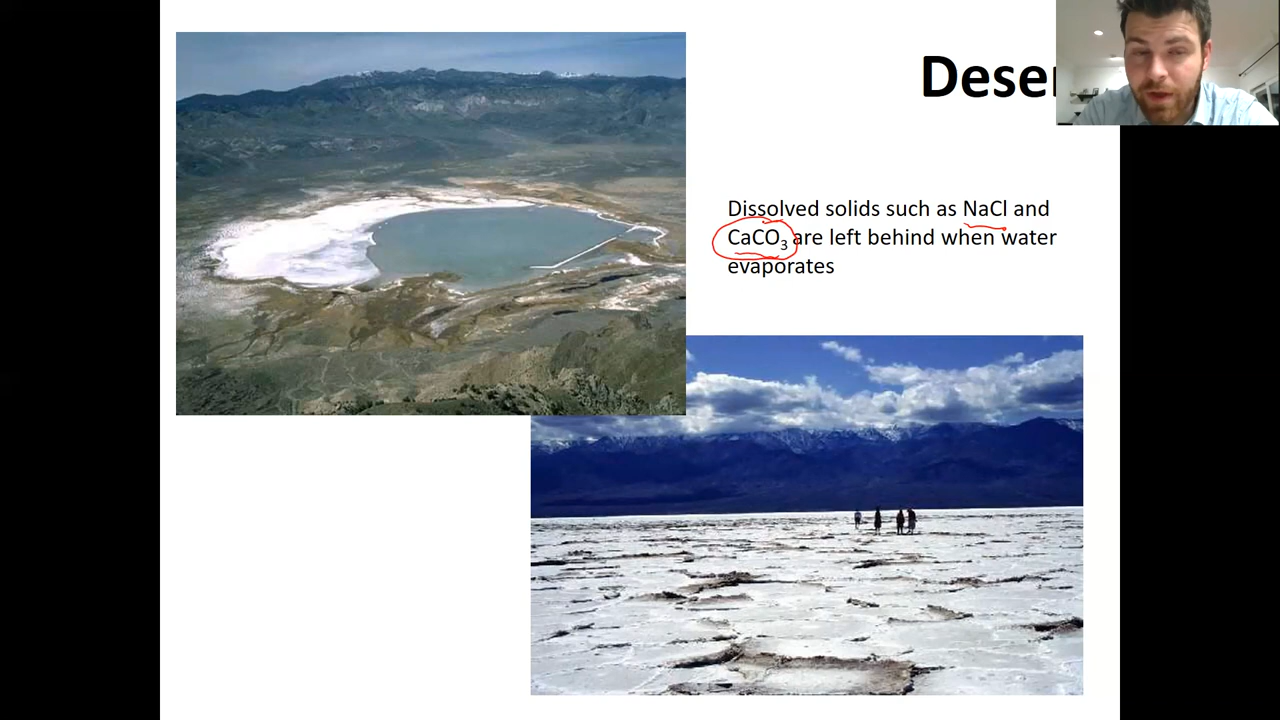 Deser
Dissolved solids such as NaCl and
CaCO₃ are left behind when water
evaporates